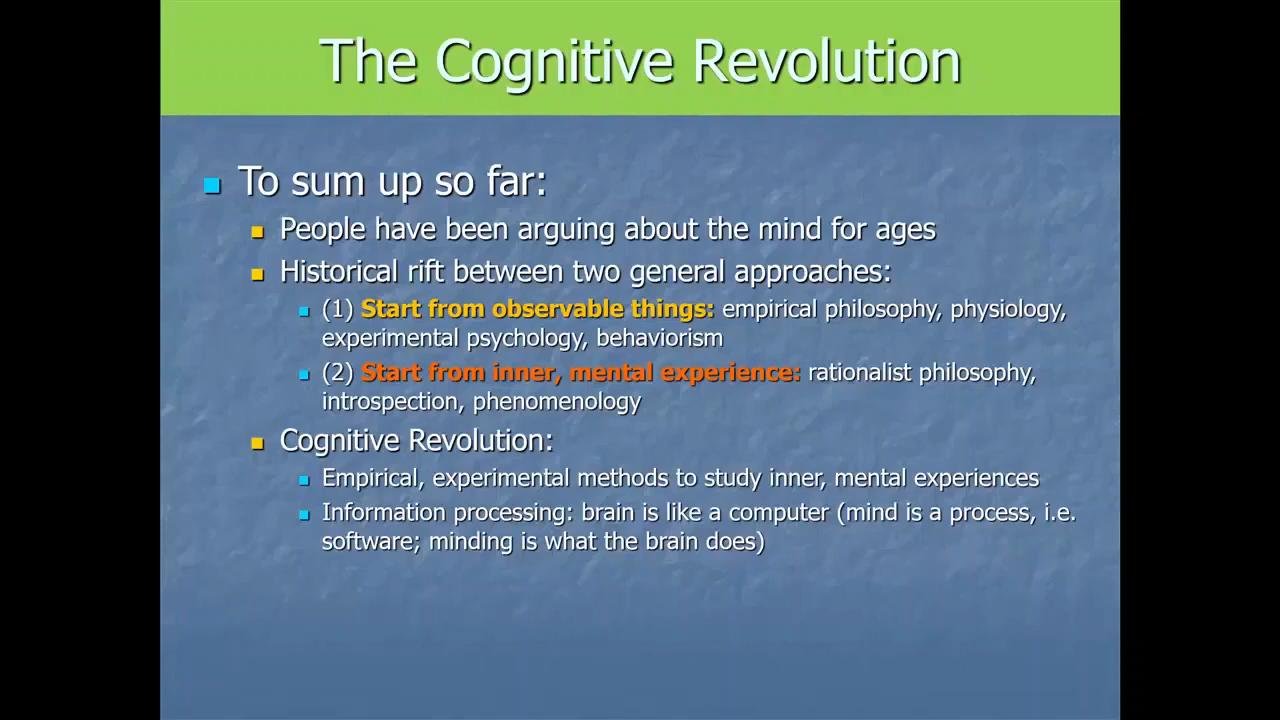 The Cognitive Revolution
To sum up so far:
People have been arguing about the mind for ages
Historical rift between two general approaches:
(1) Start from observable things: empirical philosophy, physiology,
experimental psychology, behaviorism
(2) Start from inner, mental experience: rationalist philosophy,
introspection, phenomenology
Cognitive Revolution:
Empirical, experimental methods to study inner, mental experiences
Information processing: brain is like a computer (mind is a process, i.e.
software; minding is what the brain does)